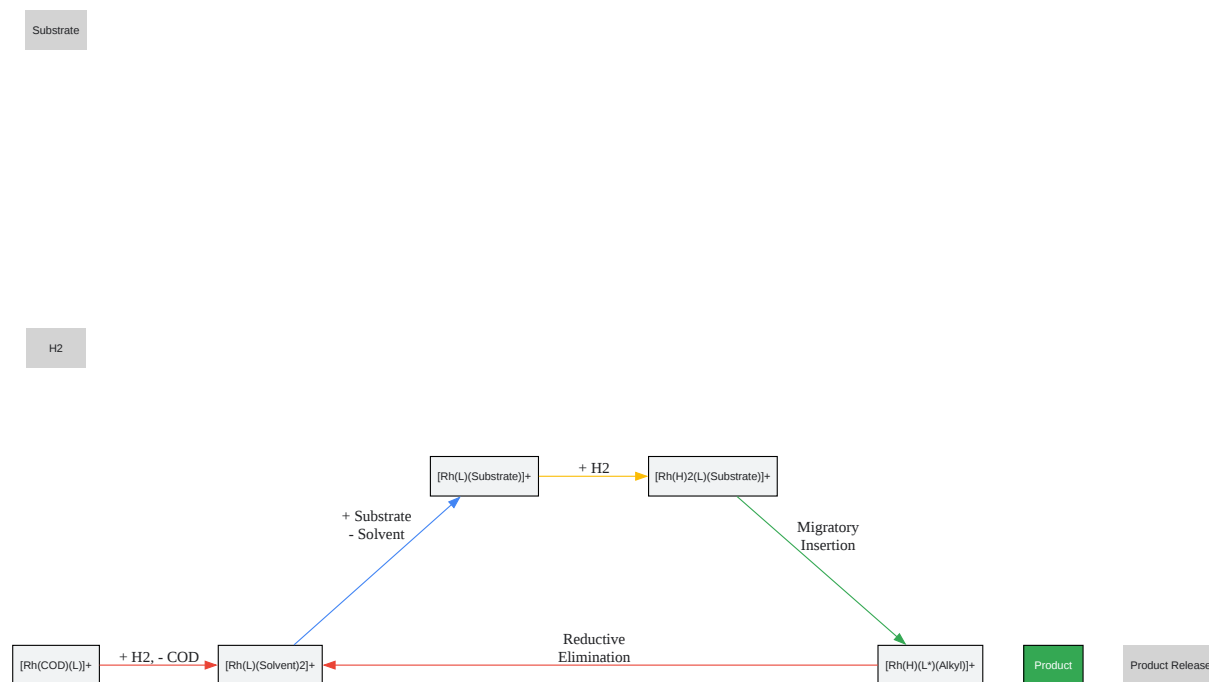 Substrate
H2
[Rh(L)(Substrate)]+
+ H2
[Rh(H)2(L)(Substrate)]+
+ Substrate
- Solvent
Migratory
Insertion
[Rh(COD)(L)]+
+ H2, - COD
[Rh(L)(Solvent)2]+
Reductive
Elimination
[Rh(H)(L*)(Alkyl)]+
Product
Product Release